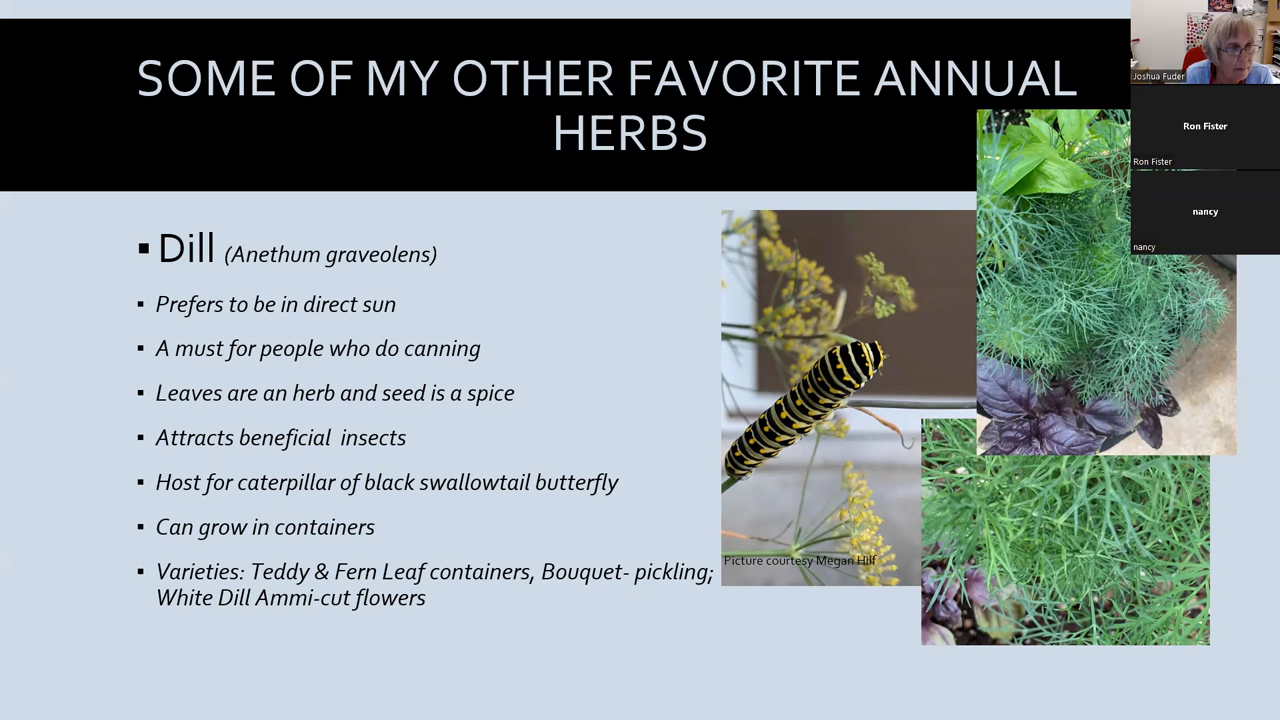 SOME OF MY OTHER FAVORITE ANNUAL
HERBS
▪ Dill (Anethum graveolens)
▪ Prefers to be in direct sun
▪ A must for people who do canning
▪ Leaves are an herb and seed is a spice
▪ Attracts beneficial  insects
▪ Host for caterpillar of black swallowtail butterfly
▪ Can grow in containers
▪ Varieties: Teddy & Fern Leaf containers, Bouquet- pickling;
White Dill Ammi-cut flowers
Picture courtesy Megan Hilf
Joshua Fuder
Ron Fister
Ron Fister
nancy
nancy